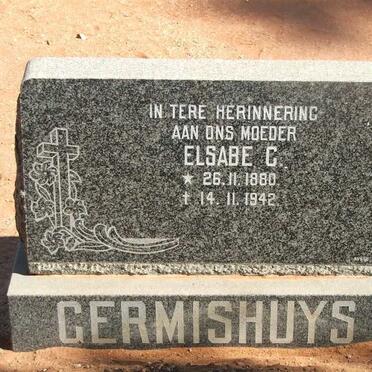 IN TERE HERINNERING
AAN ONS MOEDER
ELSABE C.
★ 26.11.1880.
† 14.11.1942.
GERMISHUYS